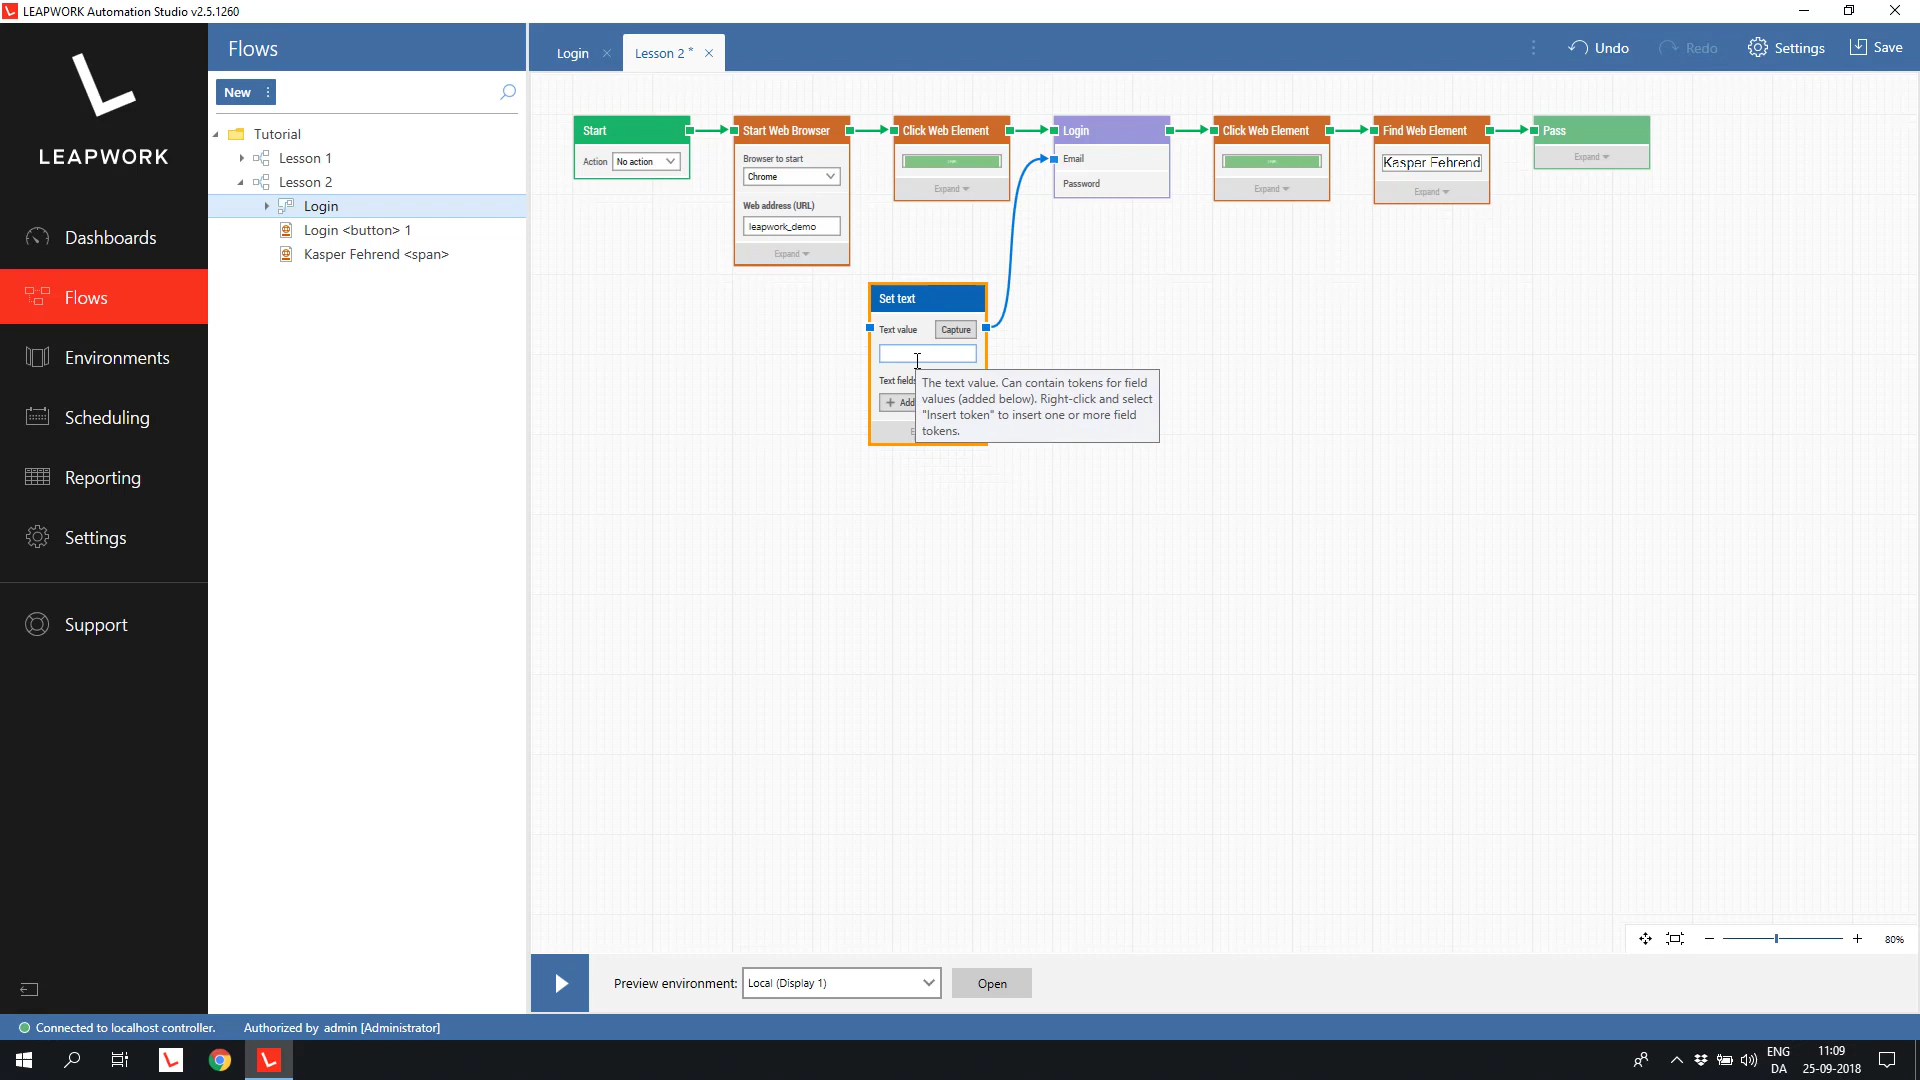 LEAPWORK Automation Studio v2.5.1260
LEAPWORK
Dashboards
Flows
Environments
Scheduling
Reporting
Settings
Support
Flows
New
Tutorial
Lesson 1
Lesson 2
Login
Login <button> 1
Kasper Fehrend <span>
Login
Lesson 2 *
Undo
Redo
Settings
Save
Start
Action No action
Start Web Browser
Browser to start
Chrome
Web address (URL)
leapwork_demo
Expand
Click Web Element
Expand
Login
Email
Password
Click Web Element
Expand
Find Web Element
Kasper Fehrend
Expand
Pass
Expand
Set text
Text value Capture
Text fields
Add
The text value. Can contain tokens for field
values (added below). Right-click and select
"Insert token" to insert one or more field
tokens.
80%
Preview environment: Local (Display 1) Open
Connected to localhost controller. Authorized by admin [Administrator]
ENG
DA
11:09
25-09-2018